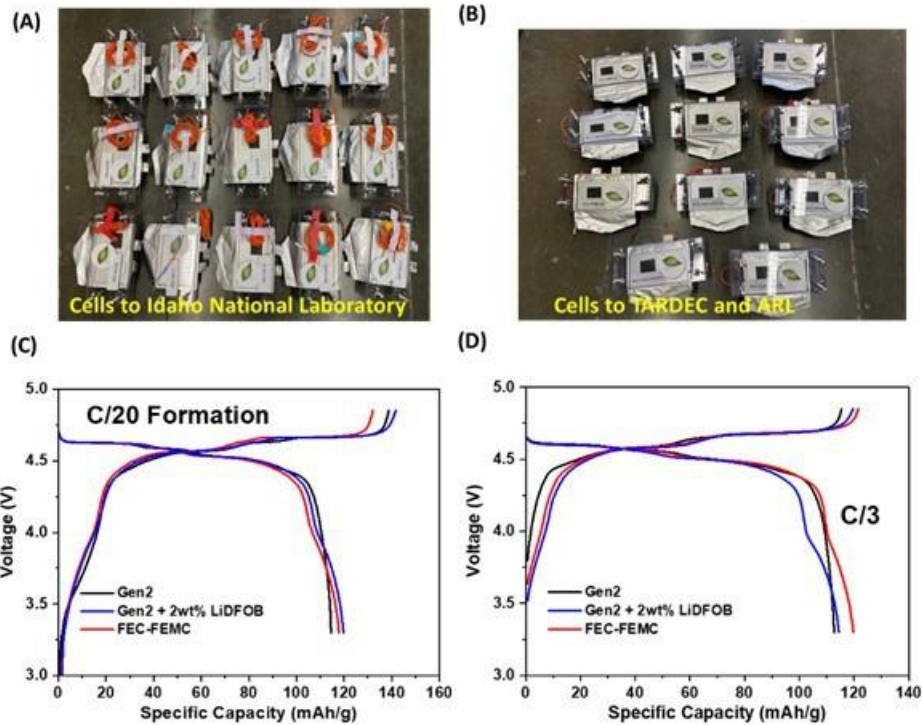 (A)
Cells to Idaho National Laboratory
(B)
Cells to TARDEC and ARL
(C)
C/20 Formation
Voltage (V)
5.0
4.5
4.0
3.5
3.0
Gen2
Gen2 + 2wt% LiDFOB
FEC-FEMC
0 20 40 60 80 100 120 140 160
Specific Capacity (mAh/g)
(D)
C/3
Voltage (V)
5.0
4.5
4.0
3.5
3.0
Gen2
Gen2 + 2wt% LiDFOB
FEC-FEMC
0 20 40 60 80 100 120 140
Specific Capacity (mAh/g)